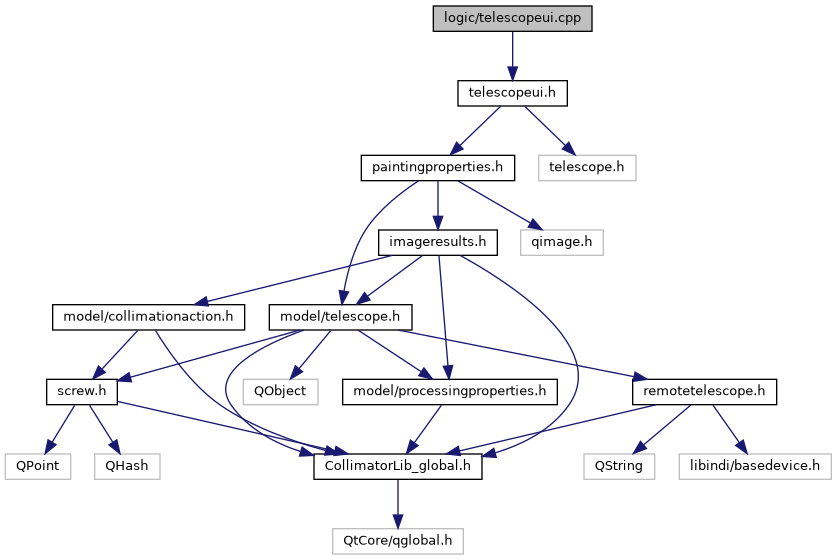 logic/telescopeui.cpp
telescopeui.h
paintingproperties.h
telescope.h
imageresults.h
qimage.h
model/collimationaction.h
model/telescope.h
screw.h
QObject
model/processingproperties.h
remotetelescope.h
QPoint
QHash
CollimatorLib_global.h
QString
libindi/basedevice.h
QtCore/qglobal.h